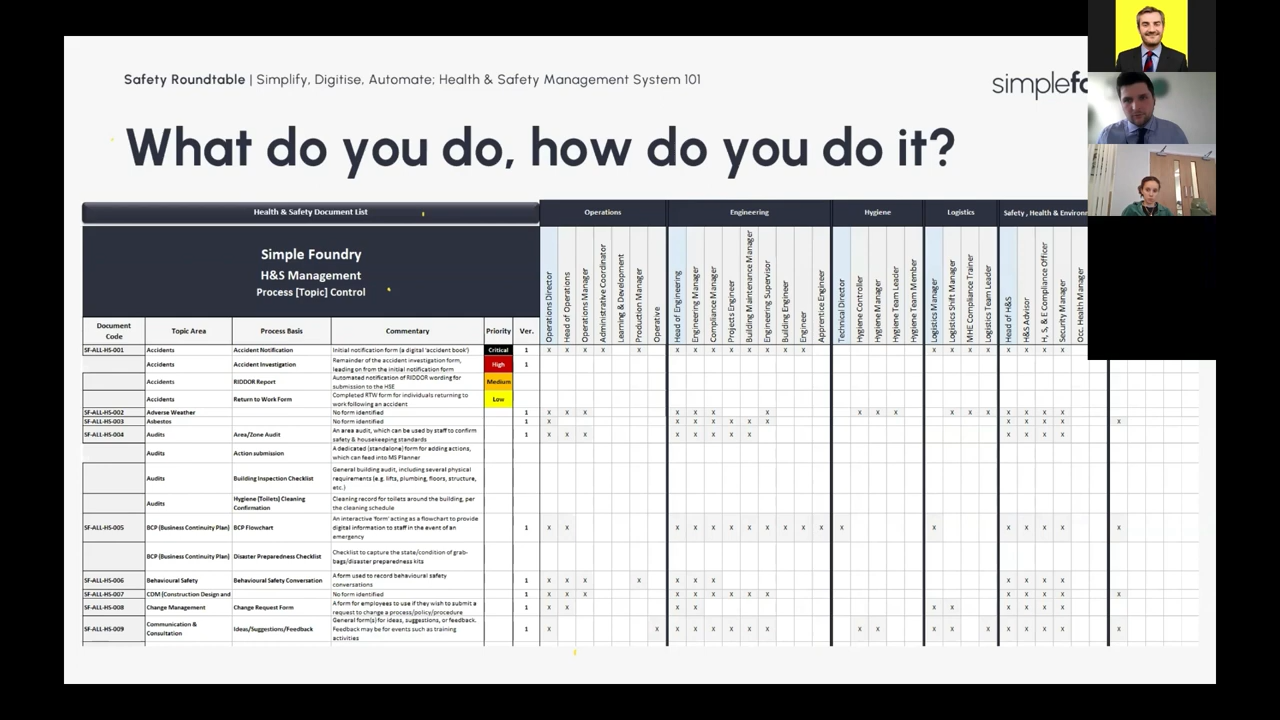 Safety Roundtable | Simplify, Digitise, Automate; Health & Safety Management System 101
simplefo
What do you do, how do you do it?
Health & Safety Document List
Operations
Engineering
Hygiene
Logistics
Safety , Health & Environm
Simple Foundry
H&S Management
Process [Topic] Control
Operations Director
Head of Operations
Operations Manager
Administrative Coordinator
Learning & Development
Production Manager
Operative
Head of Engineering
Engineering Manager
Compliance Manager
Projects Engineer
Building Maintenance Manager
Engineering Supervisor
Building Engineer
Engineer
Apprentice Engineer
Technical Director
Hygiene Controller
Hygiene Manager
Hygiene Team Leader
Hygiene Team Member
Logistics Manager
Logistics Shift Manager
MHE Compliance Trainer
Logistics Team Leader
Head of H&S
H&S Advisor
H, S, & E Compliance Officer
Security Manager
Occ. Health Manager
Document Code Topic Area Process Basis Commentary Priority Ver.
SF-ALL-HS-001 Accidents Accident Notification Initial notification form (a digital 'accident book') Critical 1 x x x x x x x x x x x x x x x x x x x x x x
Accidents Accident Investigation Remainder of the accident investigation form, High 1
leading on from the initial notification form
Accidents RIDDOR Report Automated notification of RIDDOR wording for Medium 1
submission to the HSE
Accidents Return to Work Form Completed RTW form for individuals returning to Low 1
work following an accident
SF-ALL-HS-002 Adverse Weather No form identified 1 x x x x x x x x x x x x x x x x x
SF-ALL-HS-003 Asbestos No form identified 1 x x x x x x x x x x x x
SF-ALL-HS-004 Audits Area/Zone Audit An area audit, which can be used by staff to confirm 1 x x x x x x x x x x x x
safety & housekeeping standards
Audits Action submission A dedicated (standalone) form for adding actions,
which can feed into MS Planner
Audits Building Inspection Checklist General building audit, including several physical
requirements (e.g. lifts, plumbing, floors, structure,
etc.)
Audits Hygiene (Toilets) Cleaning Confirmation Cleaning record for toilets around the building, per
the cleaning schedule
SF-ALL-HS-005 BCP (Business Continuity Plan) BCP Flowchart An interactive 'form' acting as a flowchart to provide 1 x x x x x x x x x x x x x x x x x x
digital information to staff in the event of an
emergency
BCP (Business Continuity Plan) Disaster Preparedness Checklist Checklist to capture the state/condition of grab-
bags/disaster preparedness kits
SF-ALL-HS-006 Behavioural Safety Behavioural Safety Conversation A form used to record behavioural safety 1 x x x x x x x x x x x
conversations
SF-ALL-HS-007 CDM (Construction Design and No form identified 1 x x x x x x x x x x x x x x
SF-ALL-HS-008 Change Management Change Request Form A form for employees to use if they wish to submit a 1 x x x x x x x x x x
request to change a process/policy/procedure
SF-ALL-HS-009 Communication & Consultation Ideas/Suggestions/Feedback General form(s) for ideas, suggestions, or feedback. 1 x x x x x x x x x x x x x x x x x x
Feedback may be for events such as training
activities